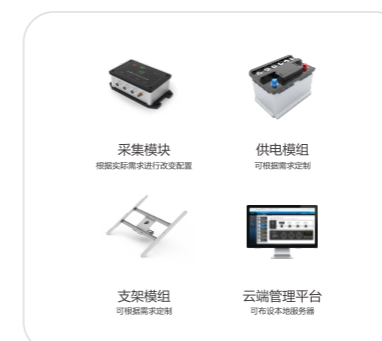 采集模块
根据实际需求进行改变配置
供电模组
可根据需求定制
支架模组
可根据需求定制
云端管理平台
可布设本地服务器